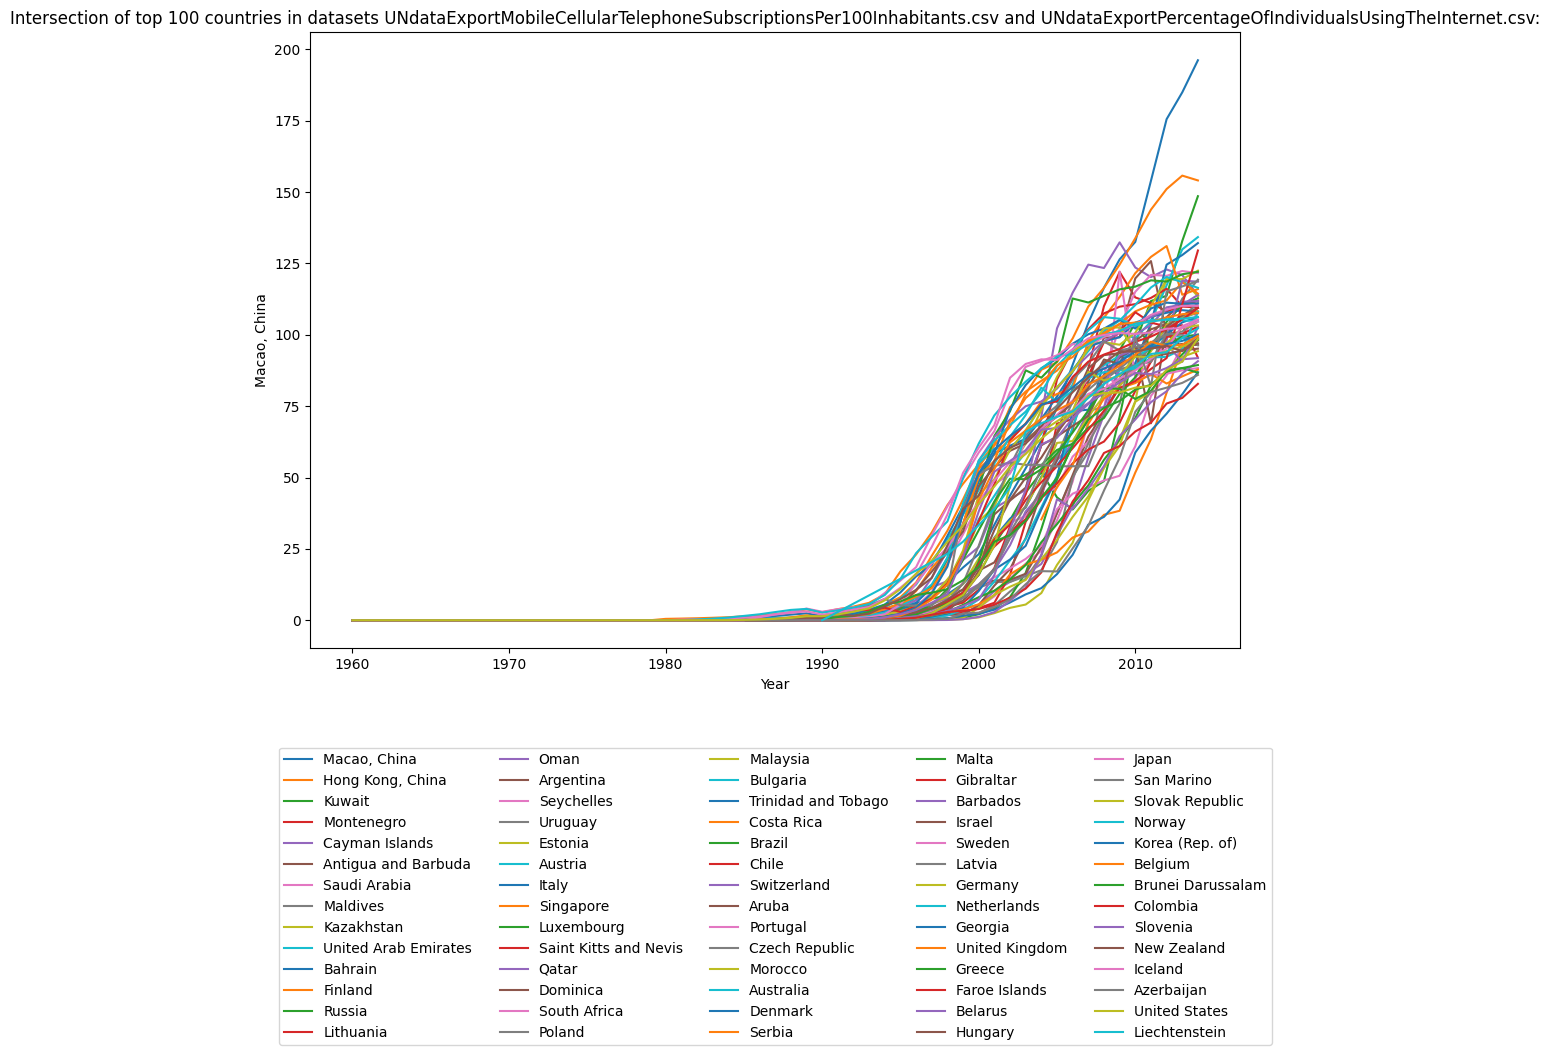 Intersection of top 100 countries in datasets UNdataExportMobileCellularTelephoneSubscriptionsPer100Inhabitants.csv and UNdataExportPercentageOfIndividualsUsingTheInternet.csv:
200
175
150
125
100
75
50
25
0
Macao, China
1960 1970 1980 1990 2000 2010
Year
Macao, China
Hong Kong, China
Kuwait
Montenegro
Cayman Islands
Antigua and Barbuda
Saudi Arabia
Maldives
Kazakhstan
United Arab Emirates
Bahrain
Finland
Russia
Lithuania
Oman
Argentina
Seychelles
Uruguay
Estonia
Austria
Italy
Singapore
Luxembourg
Saint Kitts and Nevis
Qatar
Dominica
South Africa
Poland
Malaysia
Bulgaria
Trinidad and Tobago
Costa Rica
Brazil
Chile
Switzerland
Aruba
Portugal
Czech Republic
Morocco
Australia
Denmark
Serbia
Malta
Gibraltar
Barbados
Israel
Sweden
Latvia
Germany
Netherlands
Georgia
United Kingdom
Greece
Faroe Islands
Belarus
Hungary
Japan
San Marino
Slovak Republic
Norway
Korea (Rep. of)
Belgium
Brunei Darussalam
Colombia
Slovenia
New Zealand
Iceland
Azerbaijan
United States
Liechtenstein